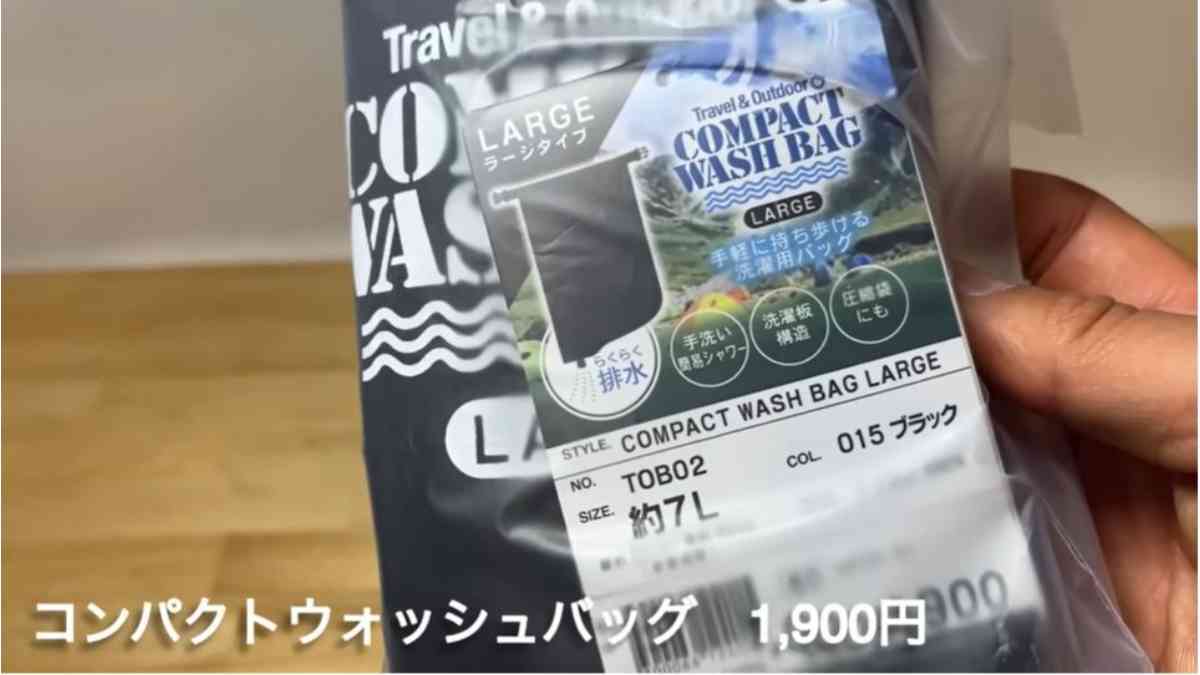 Travel & Outdoor
CO
WAS
LA
LARGE
ラージタイプ
Travel & Outdoor
COMPACT
WASH BAG
LARGE
手軽に持ち歩ける
洗濯用バッグ
らくらく
排水
手洗い
簡易シャワー
洗濯板
構造
圧縮袋
にも
STYLE. COMPACT WASH BAG LARGE
NO. TOB02
COL. 015 ブラック
SIZE. 約7L
900
コンパクトウォッシュバッグ 1,900円